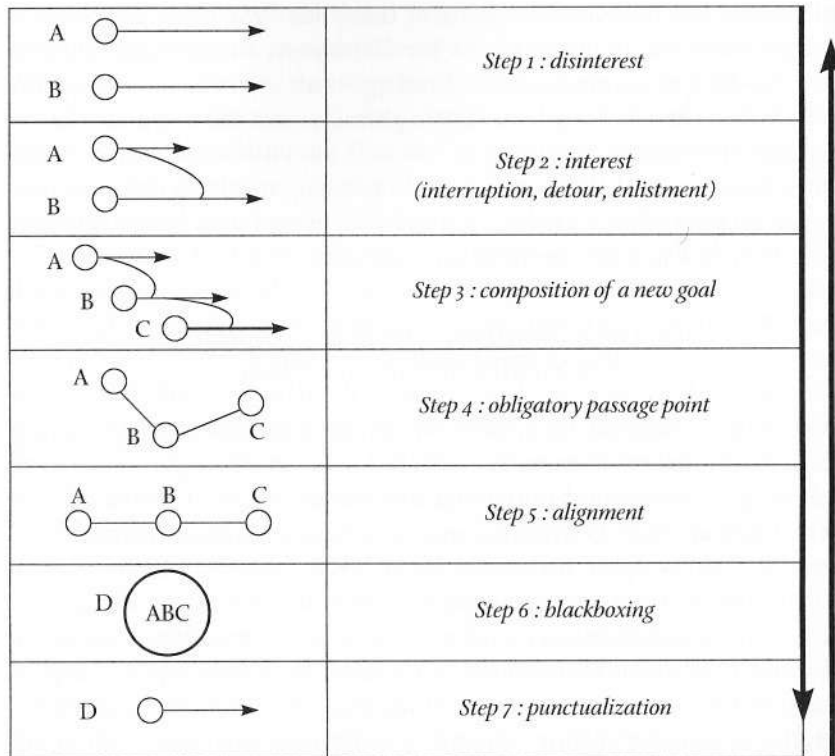 A
B
Step 1 : disinterest
A
B
Step 2 : interest
(interruption, detour, enlistment)
A
B
C
Step 3 : composition of a new goal
A
B
C
Step 4 : obligatory passage point
A B C
Step 5 : alignment
D ABC
Step 6 : blackboxing
D
Step 7 : punctualization